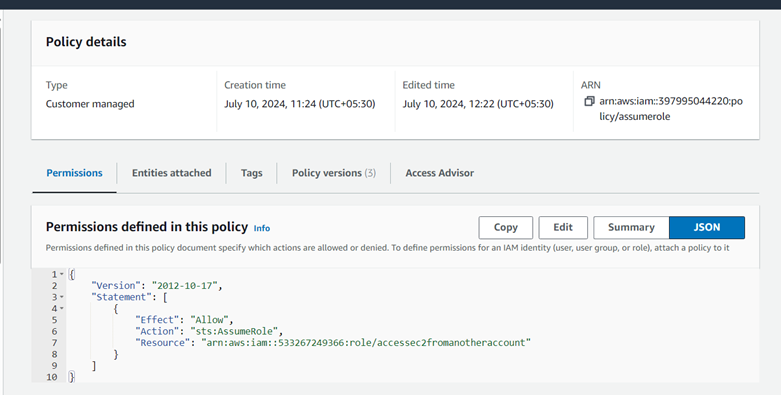 Policy details
Type
Customer managed
Creation time
July 10, 2024, 11:24 (UTC+05:30)
Edited time
July 10, 2024, 12:22 (UTC+05:30)
ARN
arn:aws:iam::397995044220:po
licy/assumerole
Permissions
Entities attached
Tags
Policy versions (3)
Access Advisor
Permissions defined in this policy Info
Copy
Edit
Summary
JSON
Permissions defined in this policy document specify which actions are allowed or denied. To define permissions for an IAM identity (user, user group, or role), attach a policy to it
1 {
2 "Version": "2012-10-17",
3 "Statement": [
4 {
5 "Effect": "Allow",
6 "Action": "sts:AssumeRole",
7 "Resource": "arn:aws:iam::533267249366:role/accessec2fromanotheraccount"
8 }
9 ]
10 }